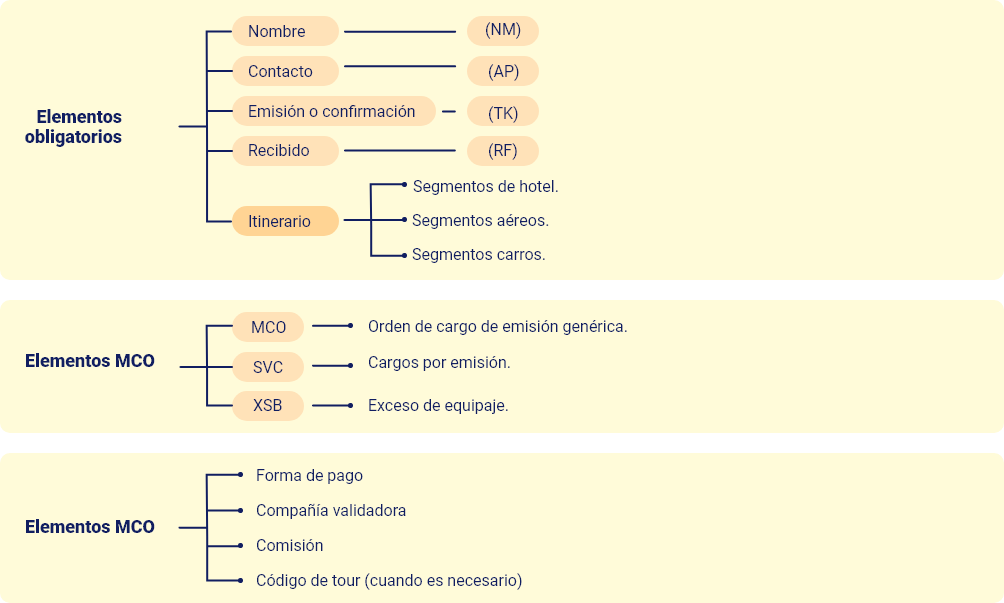 Elementos
obligatorios
Nombre (NM)
Contacto (AP)
Emisión o confirmación (TK)
Recibido (RF)
Itinerario
Segmentos de hotel.
Segmentos aéreos.
Segmentos carros.
Elementos MCO
MCO Orden de cargo de emisión genérica.
SVC Cargos por emisión.
XSB Exceso de equipaje.
Elementos MCO
Forma de pago
Compañía validadora
Comisión
Código de tour (cuando es necesario)